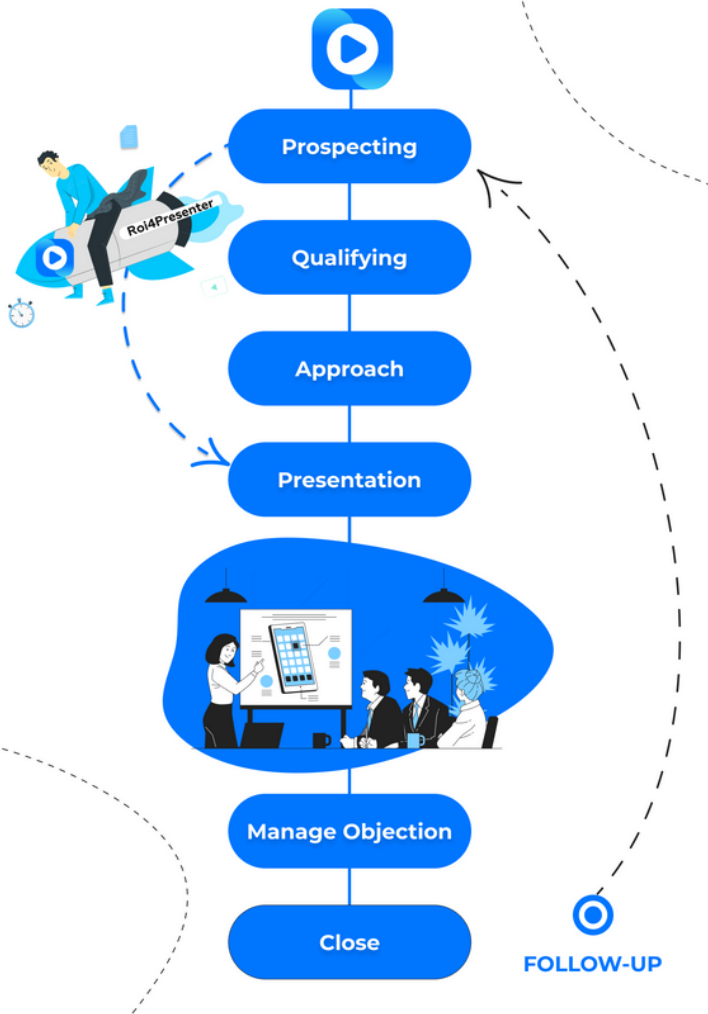 Prospecting
Roi4Presenter
Qualifying
Approach
Presentation
Manage Objection
Close
FOLLOW-UP